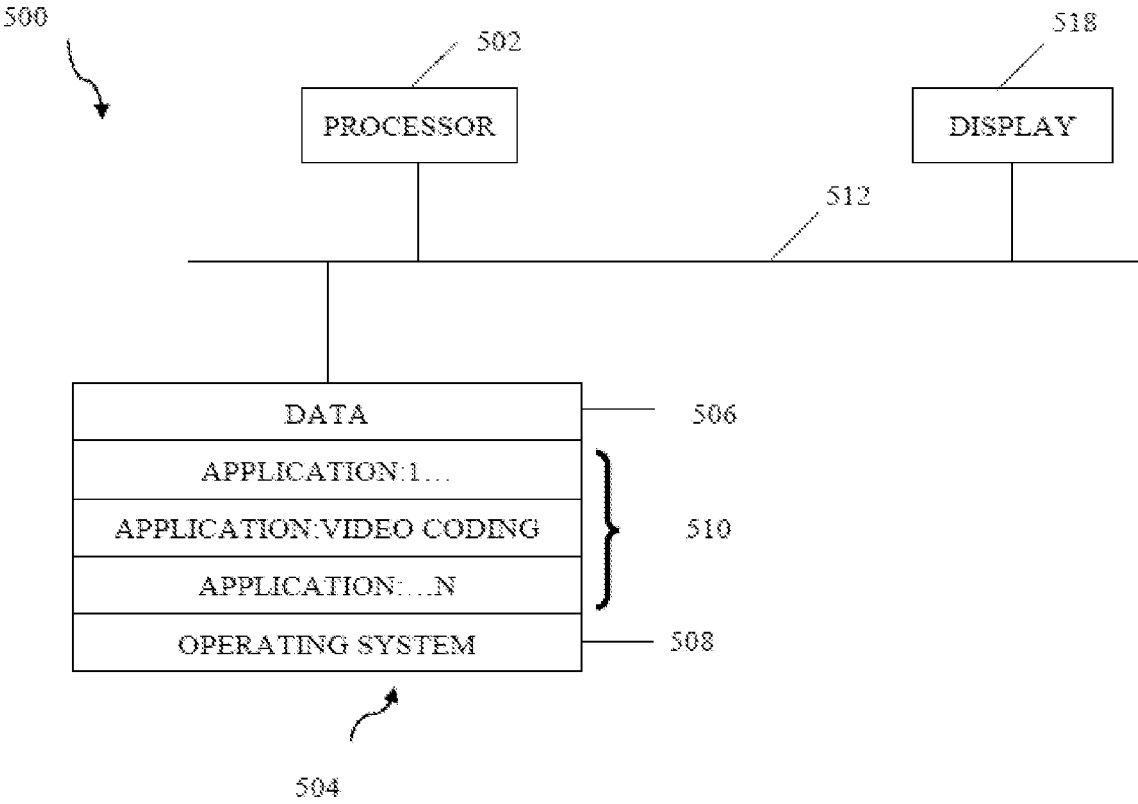 500
502
518
PROCESSOR
DISPLAY
512
DATA
506
APPLICATION:1...
APPLICATION:VIDEO CODING
510
APPLICATION:...N
OPERATING SYSTEM
508
504